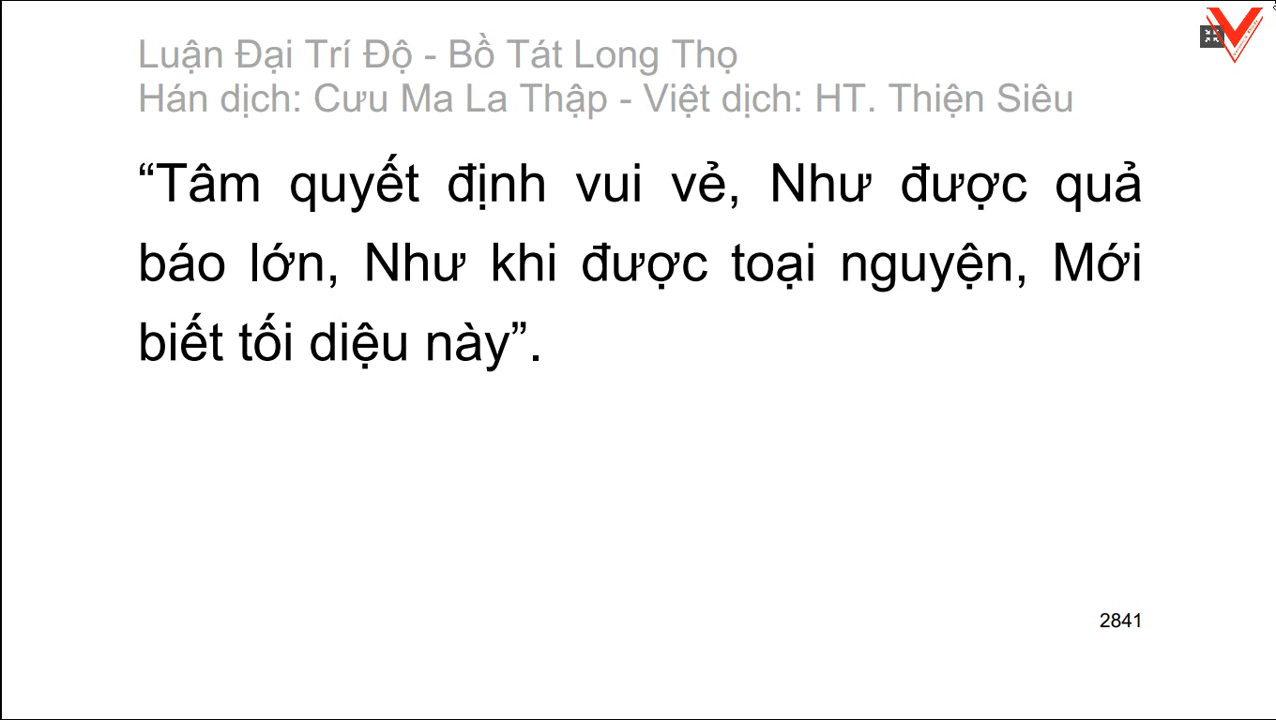 Luận Đại Trí Độ - Bồ Tát Long Thọ
Hán dịch: Cưu Ma La Thập - Việt dịch: HT. Thiện Siêu
“Tâm quyết định vui vẻ, Như được quả
báo lớn, Như khi được toại nguyện, Mới
biết tối diệu này”.
2841